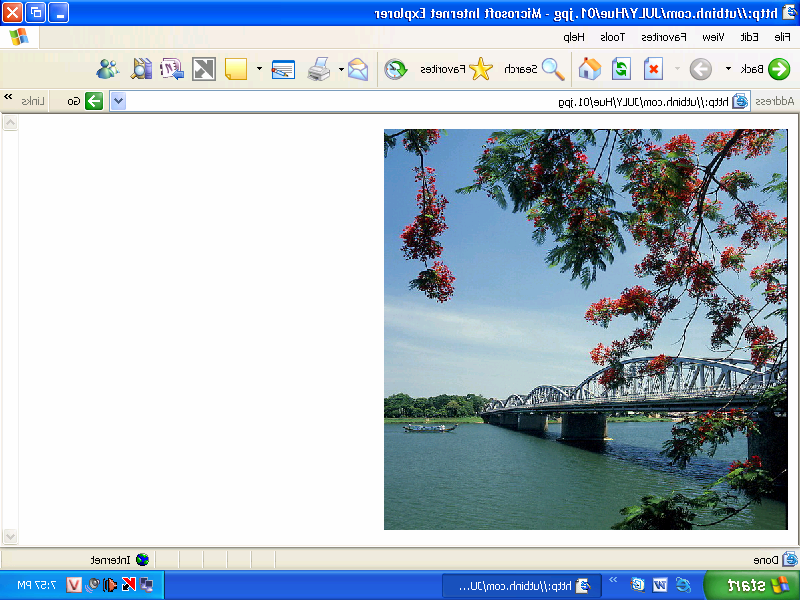 http://utbinh.com/JULY/Hue/01.jpg - Microsoft Internet Explorer
File Edit View Favorites Tools Help
Back Search Favorites
Address http://utbinh.com/JULY/Hue/01.jpg Go Links »
Done Internet
start » http://utbinh.com/JU... 7:57 PM